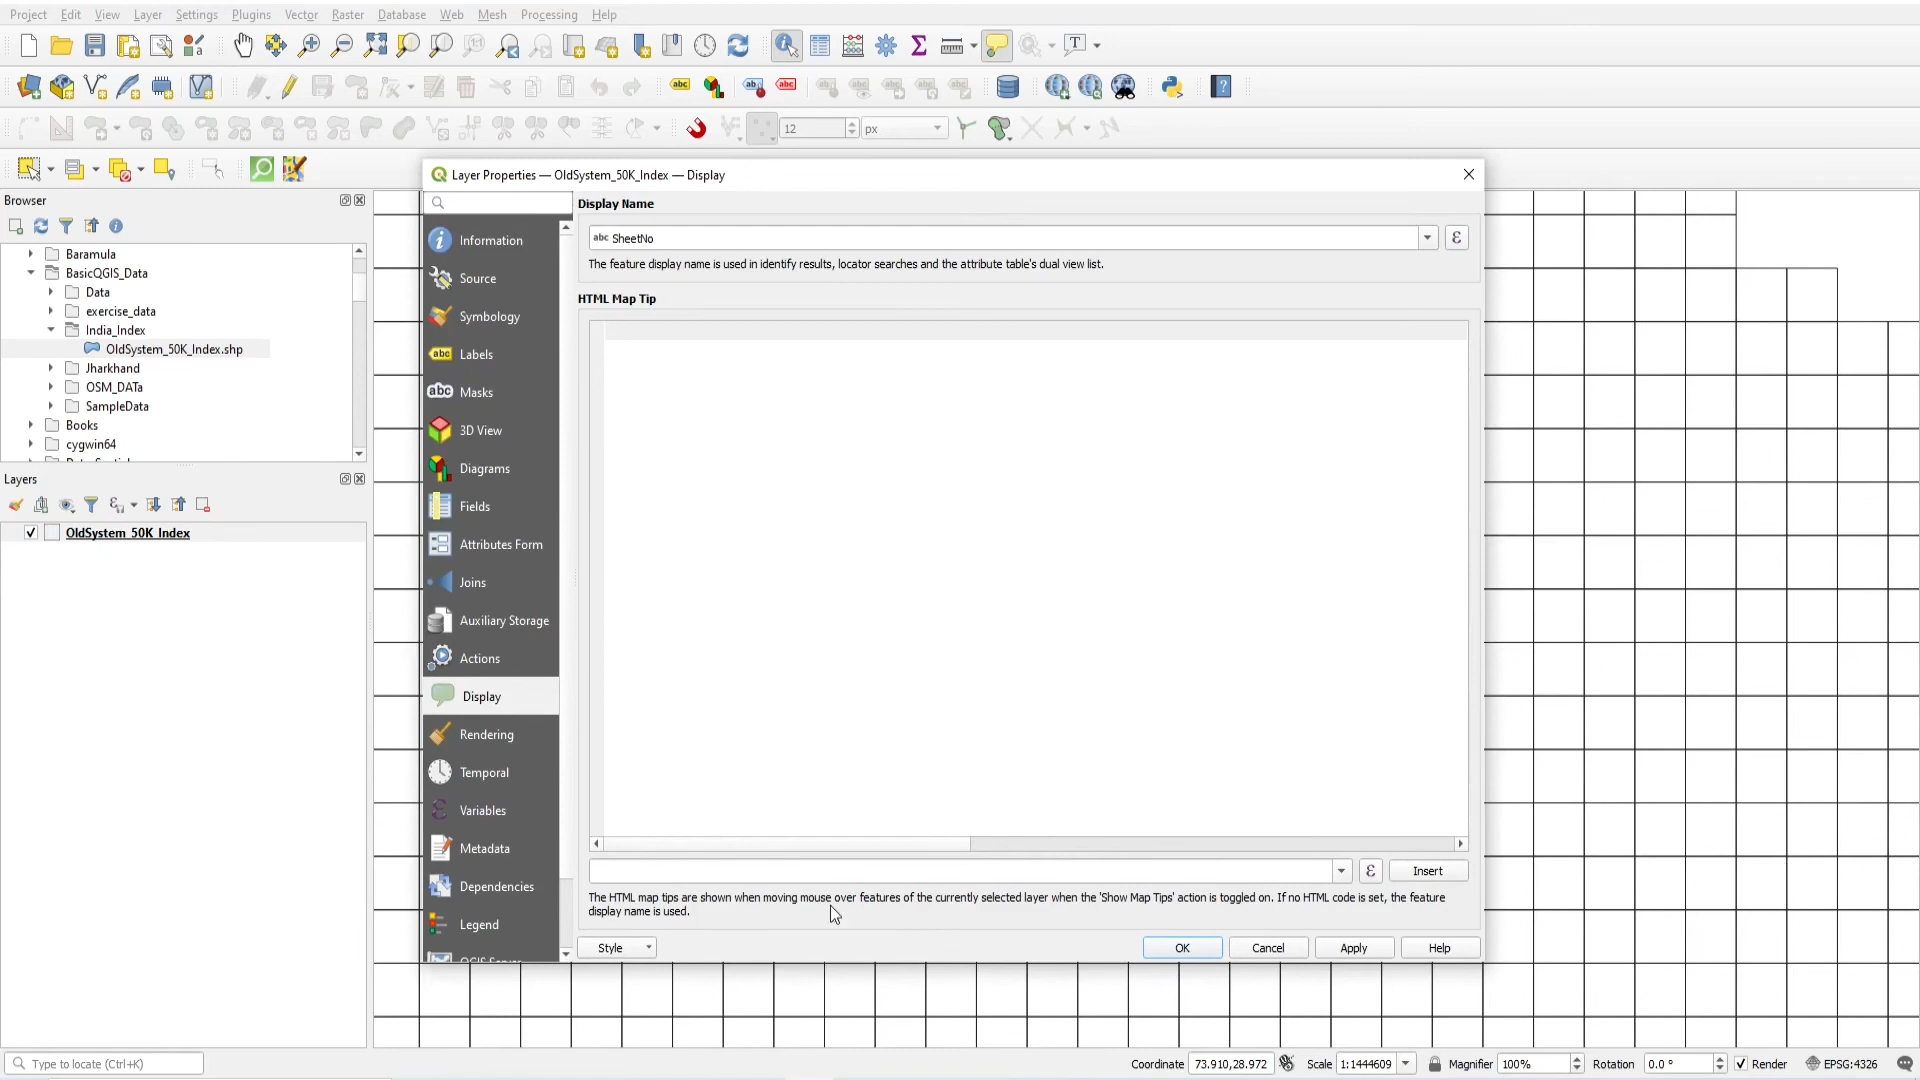 Project Edit View Layer Settings Plugins Vector Raster Database Web Mesh Processing Help
12 px
Browser
Baramula
BasicQGIS_Data
Data
exercise_data
India_Index
OldSystem_50K_Index.shp
Jharkhand
OSM_DATa
SampleData
Books
cygwin64
Layers
OldSystem_50K_Index
Layer Properties — OldSystem_50K_Index — Display
Information
Source
Symbology
abc Labels
abc Masks
3D View
Diagrams
Fields
Attributes Form
Joins
Auxiliary Storage
Actions
Display
Rendering
Temporal
Variables
Metadata
Dependencies
Legend
Display Name
abc SheetNo
The feature display name is used in identify results, locator searches and the attribute table's dual view list.
HTML Map Tip
Insert
The HTML map tips are shown when moving mouse over features of the currently selected layer when the 'Show Map Tips' action is toggled on. If no HTML code is set, the feature
display name is used.
Style OK Cancel Apply Help
Type to locate (Ctrl+K) Coordinate 73.910,28.972 Scale 1:1444609 Magnifier 100% Rotation 0.0 ° Render EPSG:4326